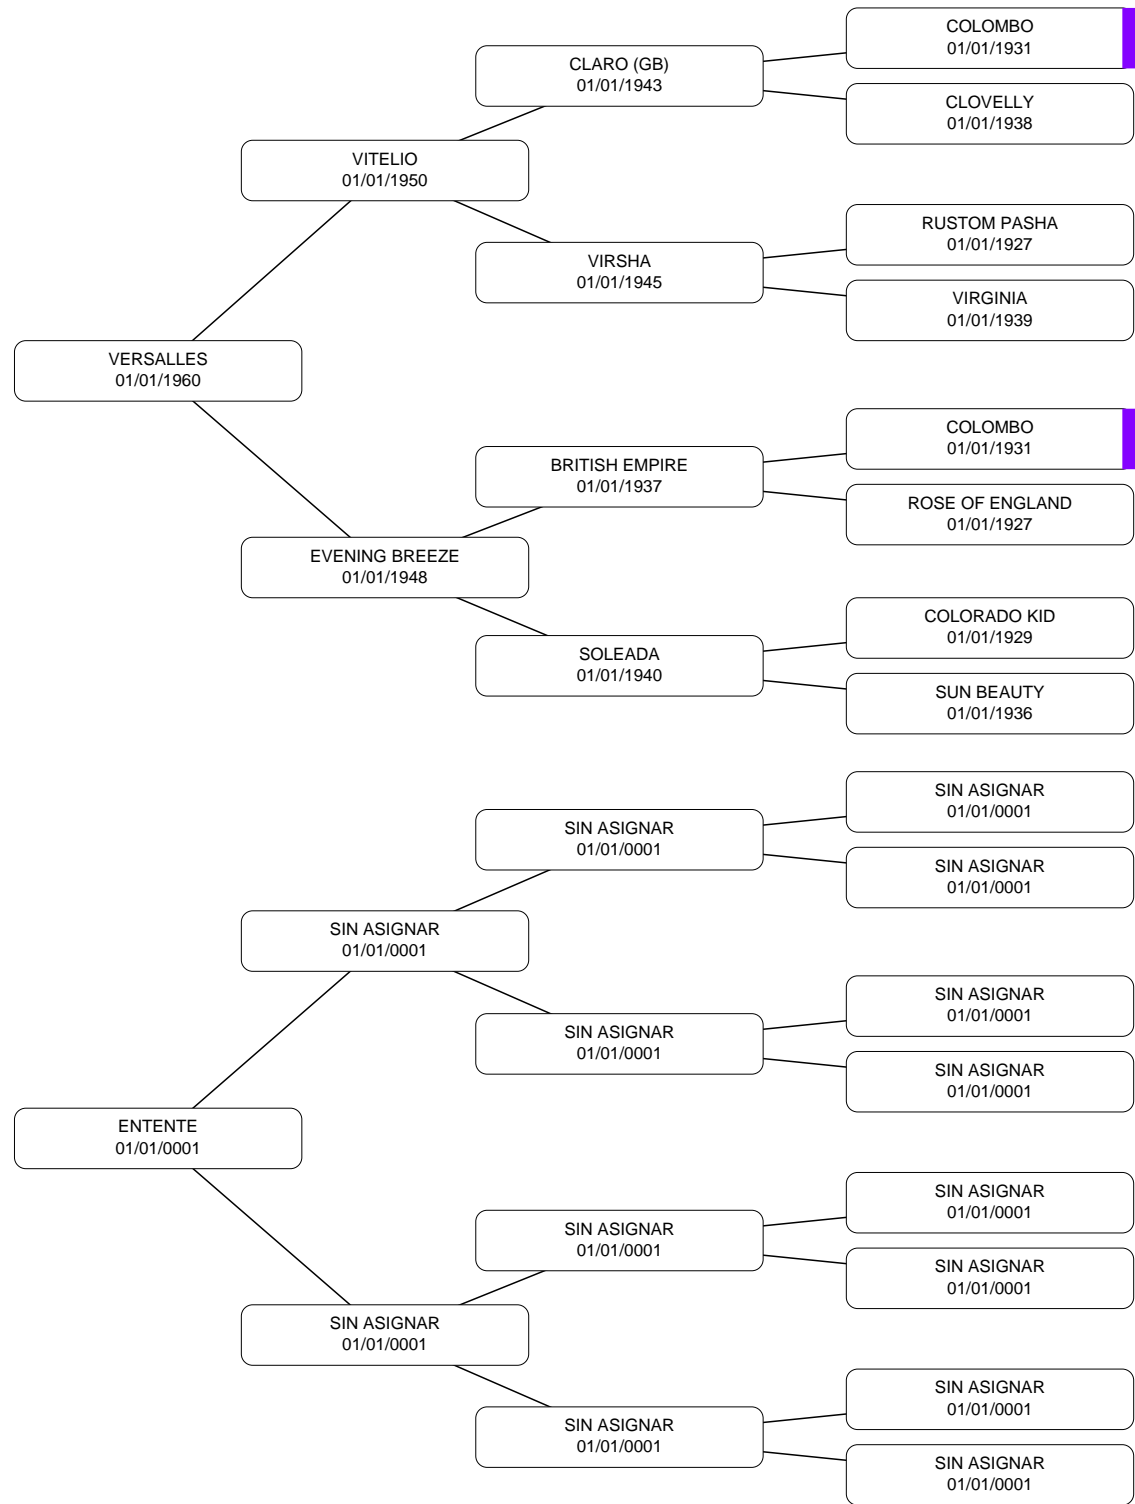 COLOMBO
01/01/1931
CLARO (GB)
01/01/1943
CLOVELLY
01/01/1938
VITELIO
01/01/1950
RUSTOM PASHA
01/01/1927
VIRSHA
01/01/1945
VIRGINIA
01/01/1939
VERSALLES
01/01/1960
COLOMBO
01/01/1931
BRITISH EMPIRE
01/01/1937
ROSE OF ENGLAND
01/01/1927
EVENING BREEZE
01/01/1948
COLORADO KID
01/01/1929
SOLEADA
01/01/1940
SUN BEAUTY
01/01/1936
SIN ASIGNAR
01/01/0001
SIN ASIGNAR
01/01/0001
SIN ASIGNAR
01/01/0001
SIN ASIGNAR
01/01/0001
SIN ASIGNAR
01/01/0001
SIN ASIGNAR
01/01/0001
SIN ASIGNAR
01/01/0001
ENTENTE
01/01/0001
SIN ASIGNAR
01/01/0001
SIN ASIGNAR
01/01/0001
SIN ASIGNAR
01/01/0001
SIN ASIGNAR
01/01/0001
SIN ASIGNAR
01/01/0001
SIN ASIGNAR
01/01/0001
SIN ASIGNAR
01/01/0001